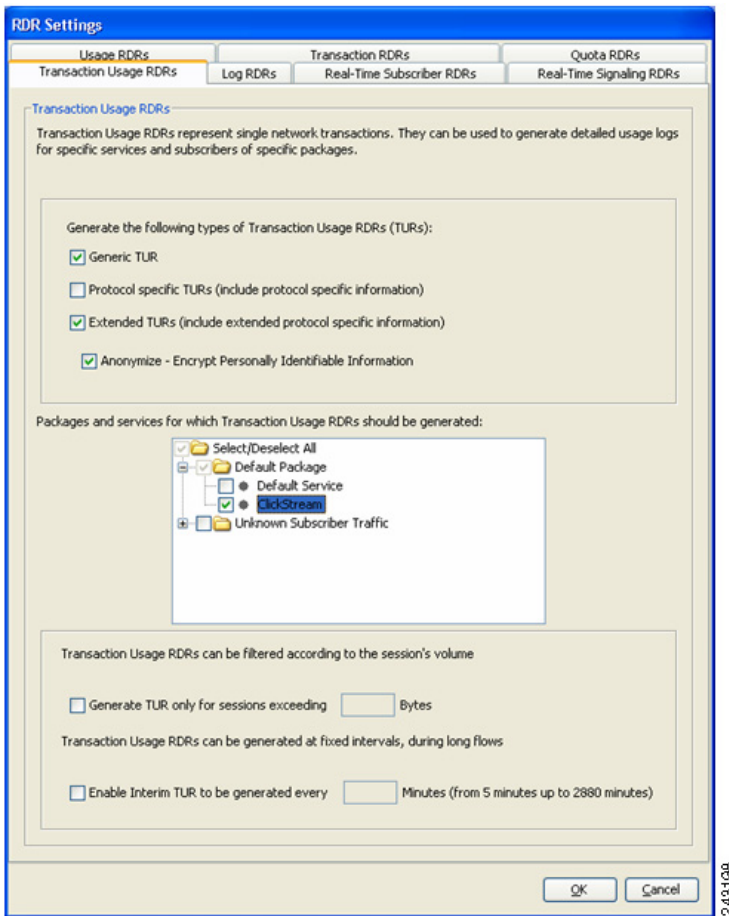 RDR Settings
Usage RDRs
Transaction RDRs
Quota RDRs
Transaction Usage RDRs
Log RDRs
Real-Time Subscriber RDRs
Real-Time Signaling RDRs
Transaction Usage RDRs
Transaction Usage RDRs represent single network transactions. They can be used to generate detailed usage logs
for specific services and subscribers of specific packages.
Generate the following types of Transaction Usage RDRs (TURs):
Generic TUR
Protocol specific TURs (include protocol specific information)
Extended TURs (include extended protocol specific information)
Anonymize - Encrypt Personally Identifiable Information
Packages and services for which Transaction Usage RDRs should be generated:
Select/Deselect All
Default Package
Default Service
ClickStream
Unknown Subscriber Traffic
Transaction Usage RDRs can be filtered according to the session's volume
Generate TUR only for sessions exceeding Bytes
Transaction Usage RDRs can be generated at fixed intervals, during long flows
Enable Interim TUR to be generated every Minutes (from 5 minutes up to 2880 minutes)
OK
Cancel